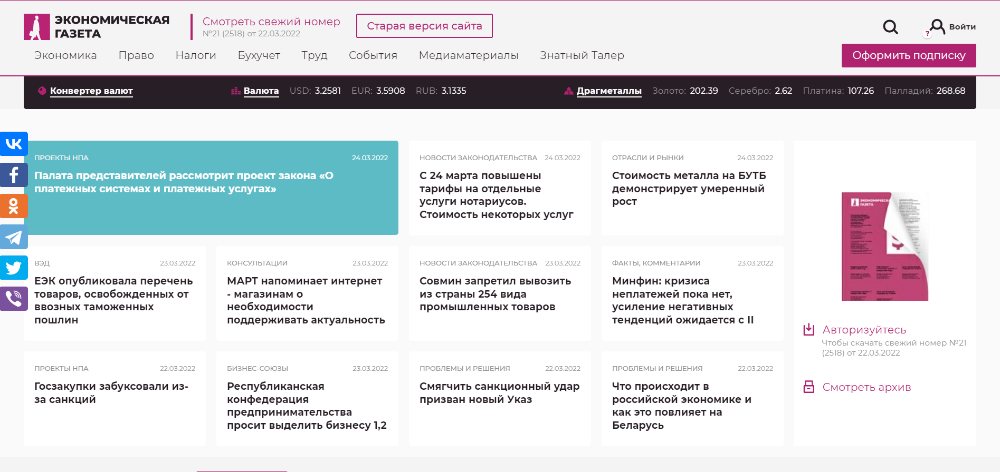 ЭКОНОМИЧЕСКАЯ
ГАЗЕТА
Смотреть свежий номер
№21 (2518) от 22.03.2022
Старая версия сайта
?
Войти
Экономика Право Налоги Бухучет Труд События Медиаматериалы Знатный Талер
Оформить подписку
Конвертер валют Валюта USD: 3.2581 EUR: 3.5908 RUB: 3.1335 Драгметаллы Золото: 202.39 Серебро: 2.62 Платина: 107.26 Палладий: 268.68
ПРОЕКТЫ НПА 24.03.2022
Палата представителей рассмотрит проект закона «О
платежных системах и платежных услугах»
НОВОСТИ ЗАКОНОДАТЕЛЬСТВА 24.03.2022
С 24 марта повышены
тарифы на отдельные
услуги нотариусов.
Стоимость некоторых услуг
ОТРАСЛИ И РЫНКИ 24.03.2022
Стоимость металла на БУТБ
демонстрирует умеренный
рост
ВЭД 23.03.2022
ЕЭК опубликовала перечень
товаров, освобожденных от
ввозных таможенных
пошлин
КОНСУЛЬТАЦИИ 23.03.2022
МАРТ напоминает интернет
- магазинам о
необходимости
поддерживать актуальность
НОВОСТИ ЗАКОНОДАТЕЛЬСТВА 23.03.2022
Совмин запретил вывозить
из страны 254 вида
промышленных товаров
ФАКТЫ, КОММЕНТАРИИ 23.03.2022
Минфин: кризиса
неплатежей пока нет,
усиление негативных
тенденций ожидается с II
ПРОЕКТЫ НПА 22.03.2022
Госзакупки забуксовали из-
за санкций
БИЗНЕС-СОЮЗЫ 23.03.2022
Республиканская
конфедерация
предпринимательства
просит выделить бизнесу 1,2
ПРОБЛЕМЫ И РЕШЕНИЯ 22.03.2022
Смягчить санкционный удар
призван новый Указ
ПРОБЛЕМЫ И РЕШЕНИЯ 22.03.2022
Что происходит в
российской экономике и
как это повлияет на
Беларусь
ЭКОНОМИЧЕСКА
ГАЗЕТА
Авторизуйтесь
Чтобы скачать свежий номер №21
(2518) от 22.03.2022
Смотреть архив